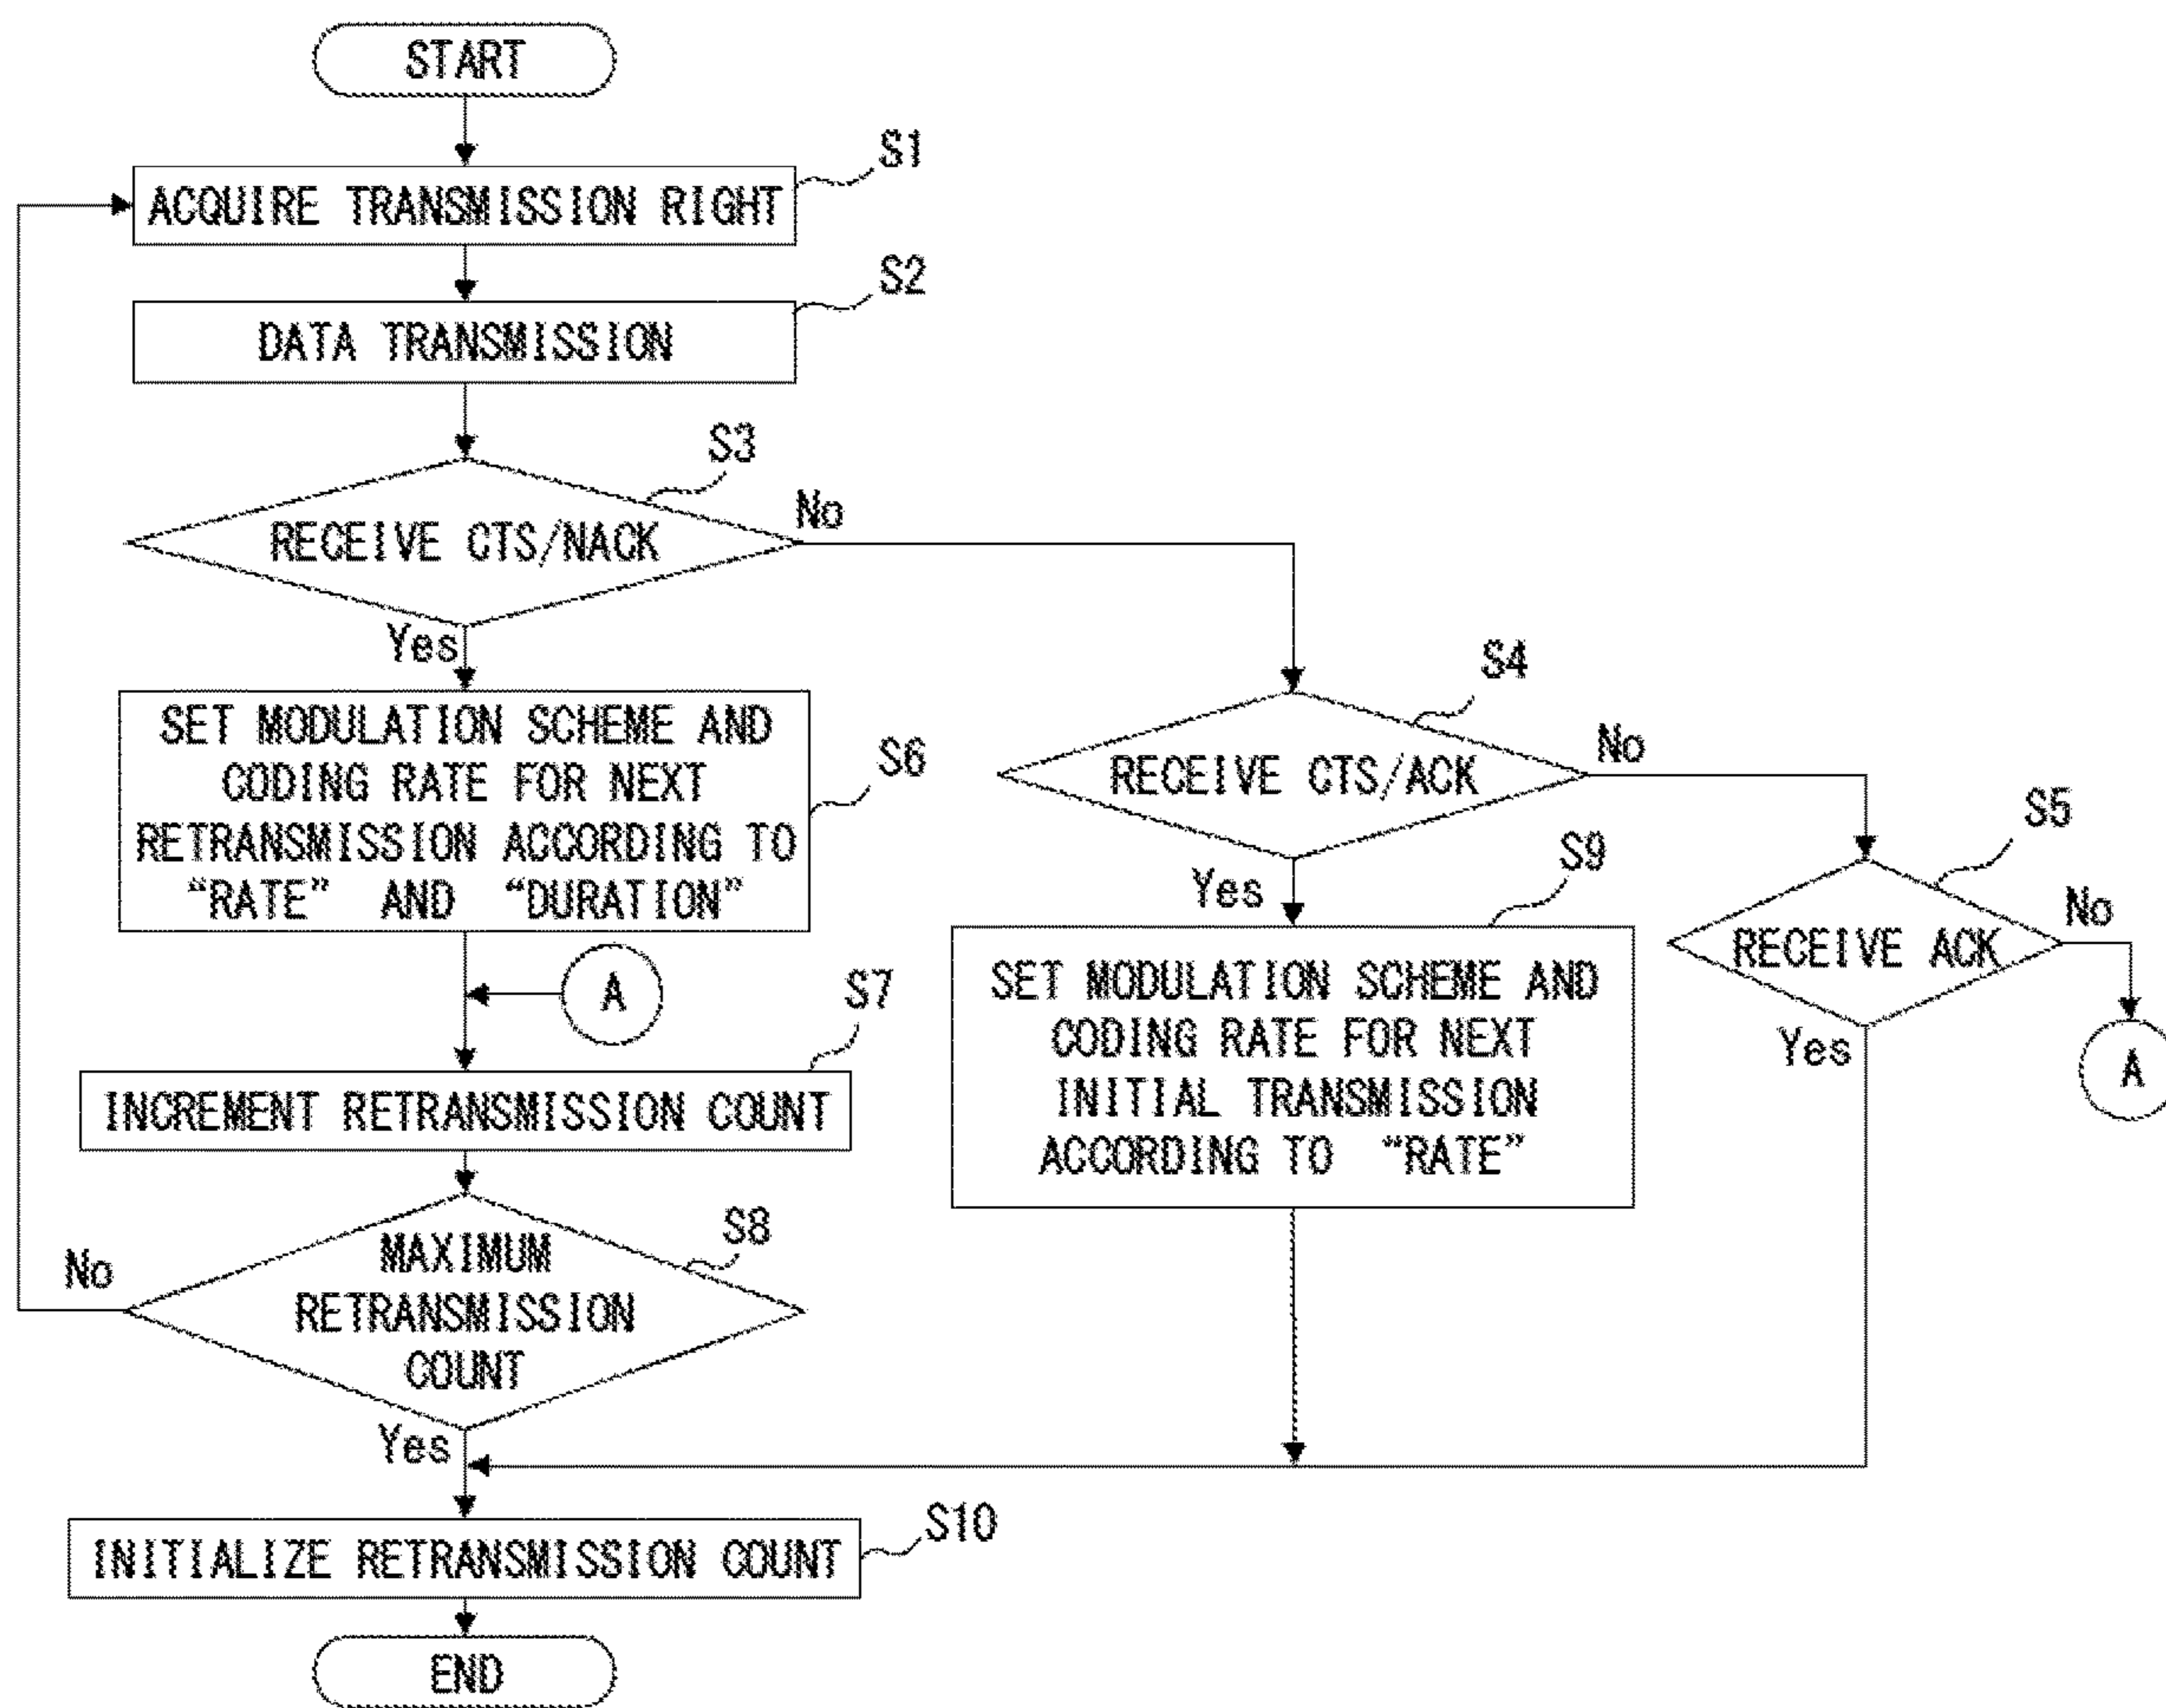 START
S1
ACQUIRE TRANSMISSION RIGHT
S2
DATA TRANSMISSION
S3
RECEIVE CTS/NACK
No
Yes
SET MODULATION SCHEME AND
CODING RATE FOR NEXT
RETRANSMISSION ACCORDING TO
“RATE” AND “DURATION”
S6
A
S7
INCREMENT RETRANSMISSION COUNT
S8
MAXIMUM
RETRANSMISSION
COUNT
No
Yes
S4
RECEIVE CTS/ACK
No
Yes
S9
SET MODULATION SCHEME AND
CODING RATE FOR NEXT
INITIAL TRANSMISSION
ACCORDING TO “RATE”
S5
RECEIVE ACK
No
Yes
A
S10
INITIALIZE RETRANSMISSION COUNT
END